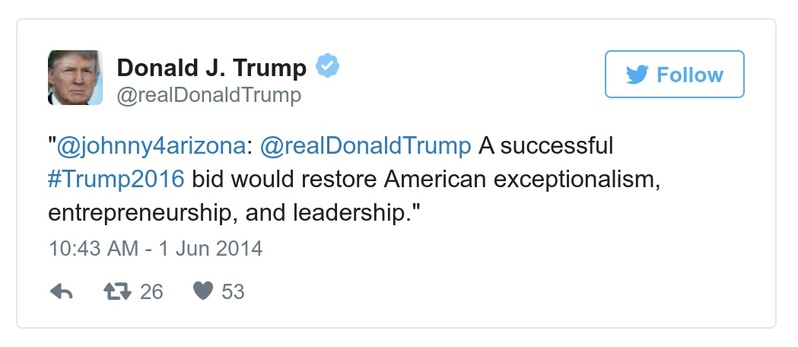 Donald J. Trump
@realDonaldTrump
Follow
"@johnny4arizona: @realDonaldTrump A successful
#Trump2016 bid would restore American exceptionalism,
entrepreneurship, and leadership."
10:43 AM - 1 Jun 2014
26 53